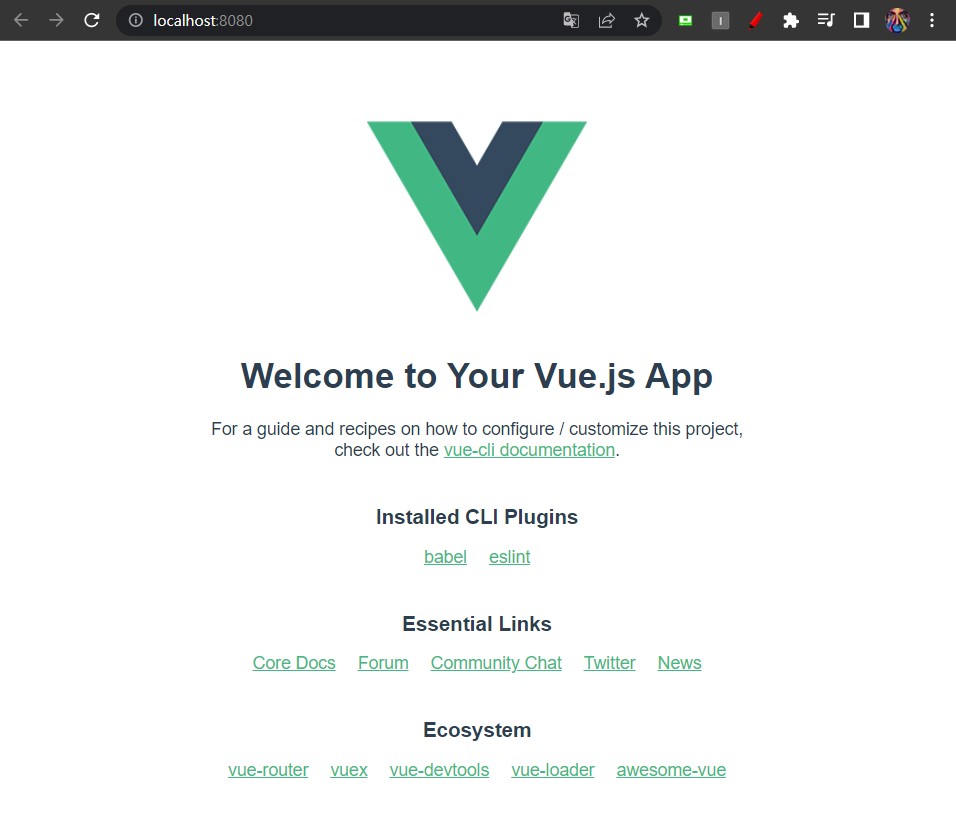 localhost:8080
Welcome to Your Vue.js App
For a guide and recipes on how to configure / customize this project,
check out the vue-cli documentation.
Installed CLI Plugins
babel eslint
Essential Links
Core Docs Forum Community Chat Twitter News
Ecosystem
vue-router vuex vue-devtools vue-loader awesome-vue